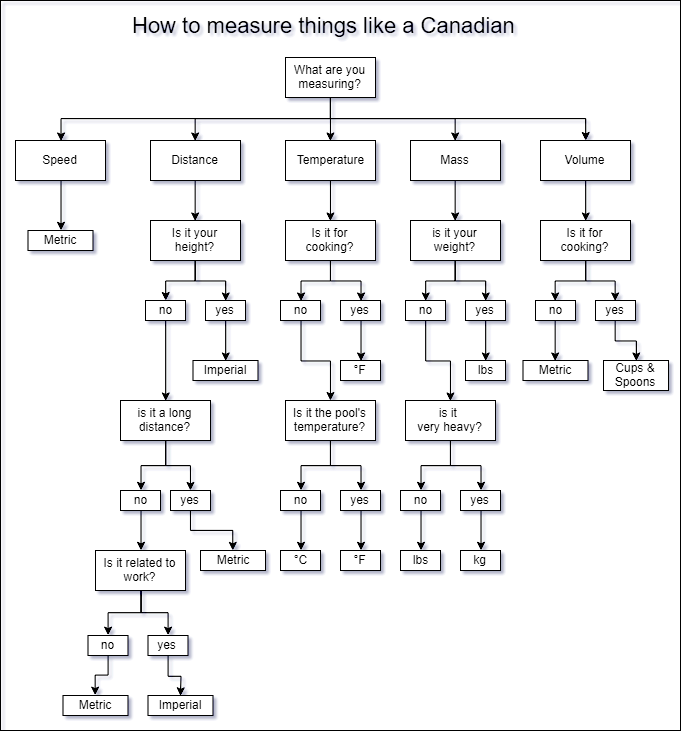 How to measure things like a Canadian
What are you
measuring?
Speed
Distance
Temperature
Mass
Volume
Metric
Is it your
height?
Is it for
cooking?
is it your
weight?
Is it for
cooking?
no
yes
no
yes
no
yes
no
yes
Imperial
°F
lbs
Metric
Cups &
Spoons
is it a long
distance?
Is it the pool's
temperature?
is it
very heavy?
no
yes
no
yes
no
yes
Is it related to
work?
Metric
°C
°F
lbs
kg
no
yes
Metric
Imperial